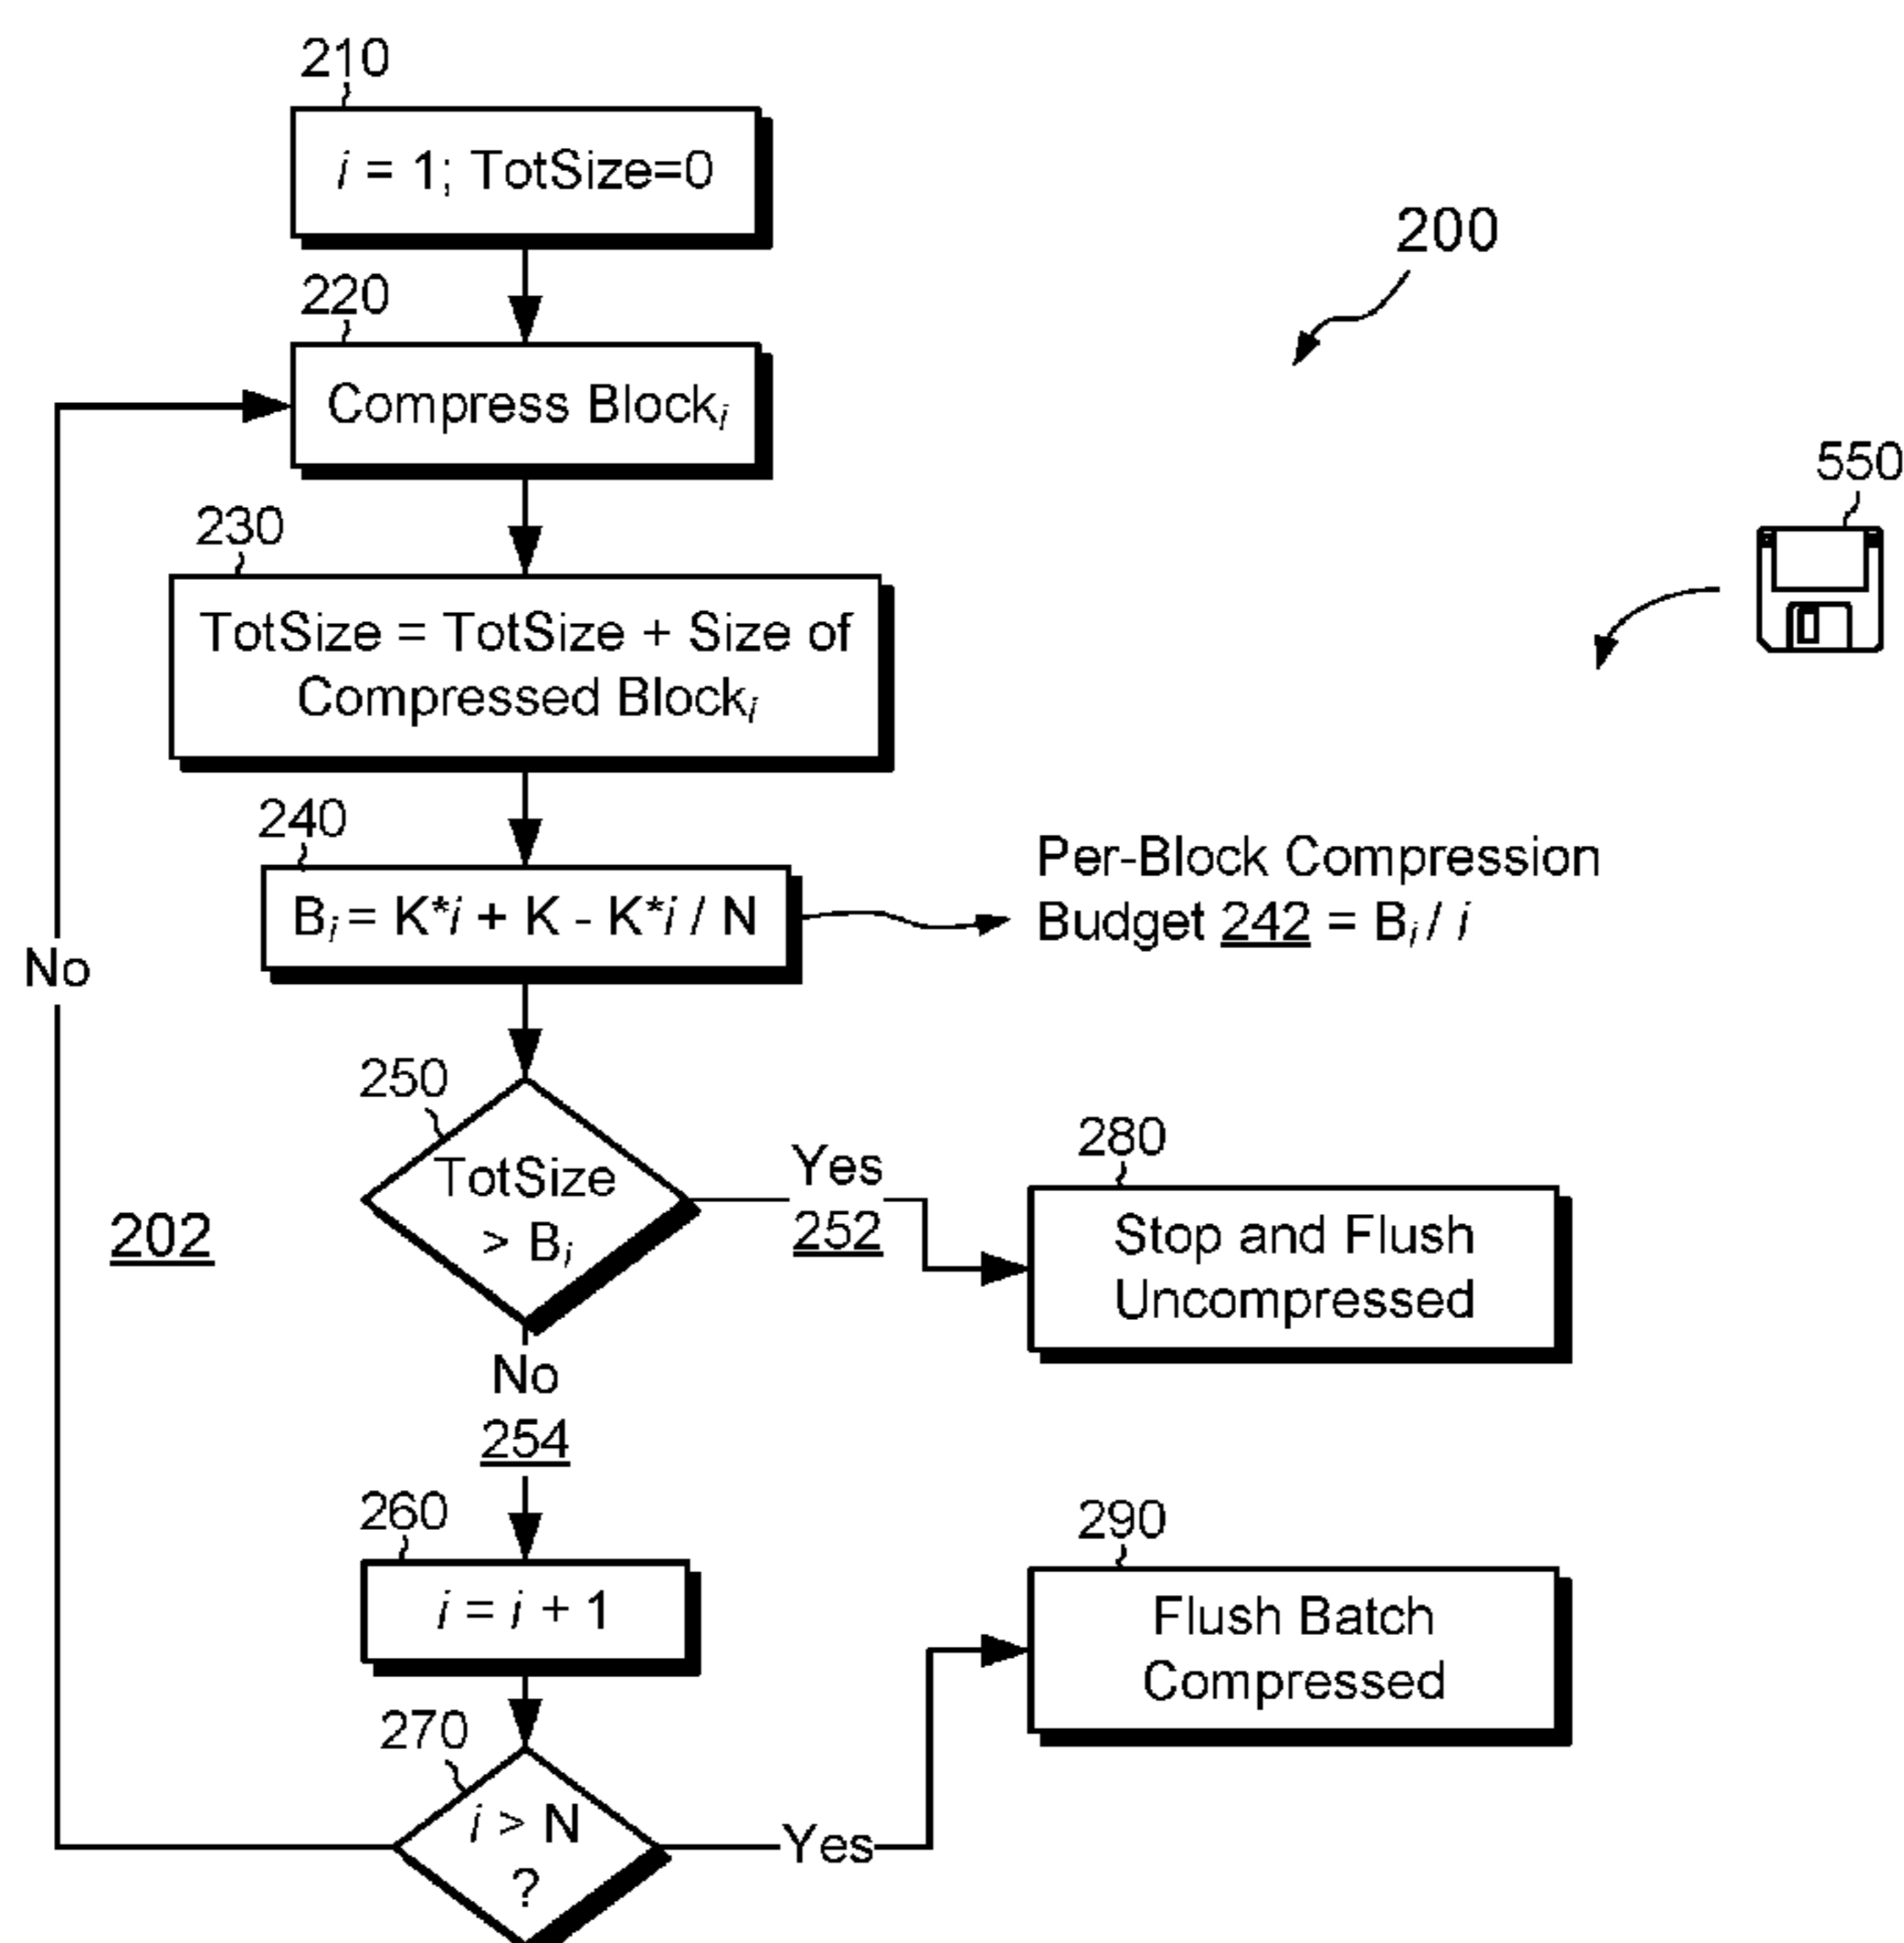 210
i = 1; TotSize=0
200
220
Compress Blockᵢ
550
230
TotSize = TotSize + Size of
Compressed Blockᵢ
240
Bᵢ = K*i + K - K*i / N
Per-Block Compression
Budget 242 = Bᵢ / i
No
250
TotSize
> Bᵢ
Yes
252
280
Stop and Flush
Uncompressed
202
No
254
260
i = i + 1
290
Flush Batch
Compressed
270
i > N
?
Yes